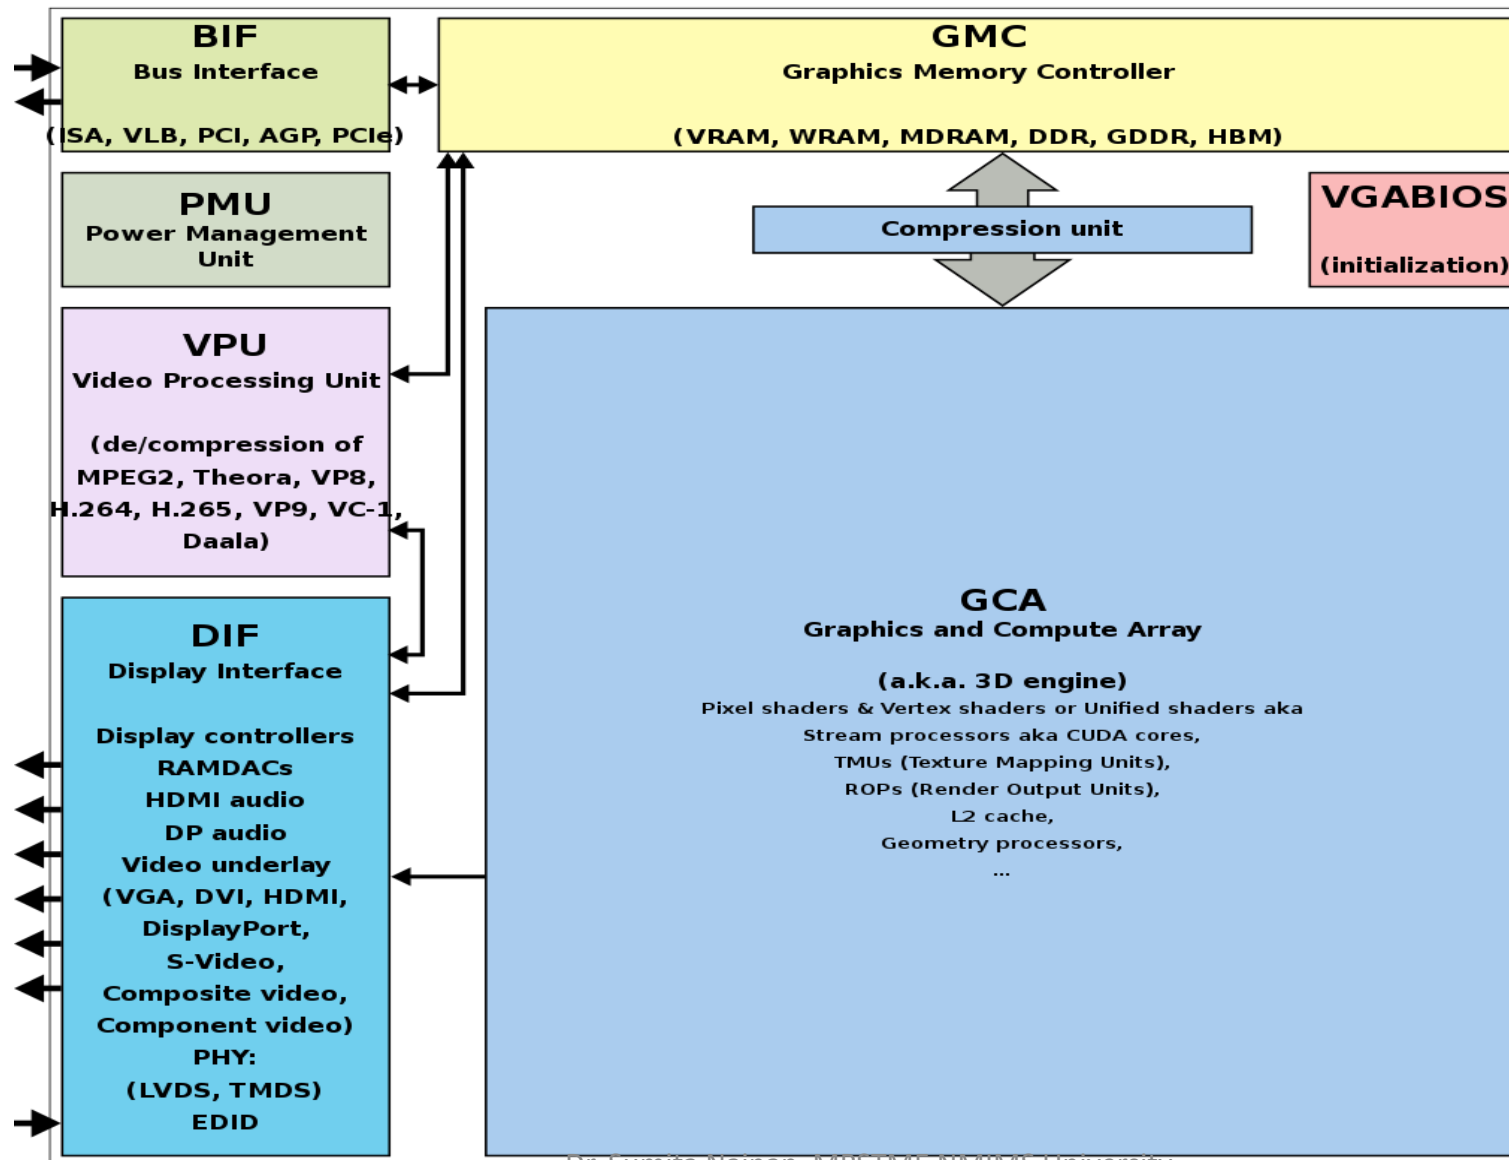 BIF
Bus Interface
(ISA, VLB, PCI, AGP, PCIe)
GMC
Graphics Memory Controller
(VRAM, WRAM, MDRAM, DDR, GDDR, HBM)
PMU
Power Management
Unit
Compression unit
VGABIOS
(initialization)
VPU
Video Processing Unit
(de/compression of
MPEG2, Theora, VP8,
H.264, H.265, VP9, VC-1,
Daala)
DIF
Display Interface
Display controllers
RAMDACs
HDMI audio
DP audio
Video underlay
(VGA, DVI, HDMI,
DisplayPort,
S-Video,
Composite video,
Component video)
PHY:
(LVDS, TMDS)
EDID
GCA
Graphics and Compute Array
(a.k.a. 3D engine)
Pixel shaders & Vertex shaders or Unified shaders aka
Stream processors aka CUDA cores,
TMUs (Texture Mapping Units),
ROPs (Render Output Units),
L2 cache,
Geometry processors,
...